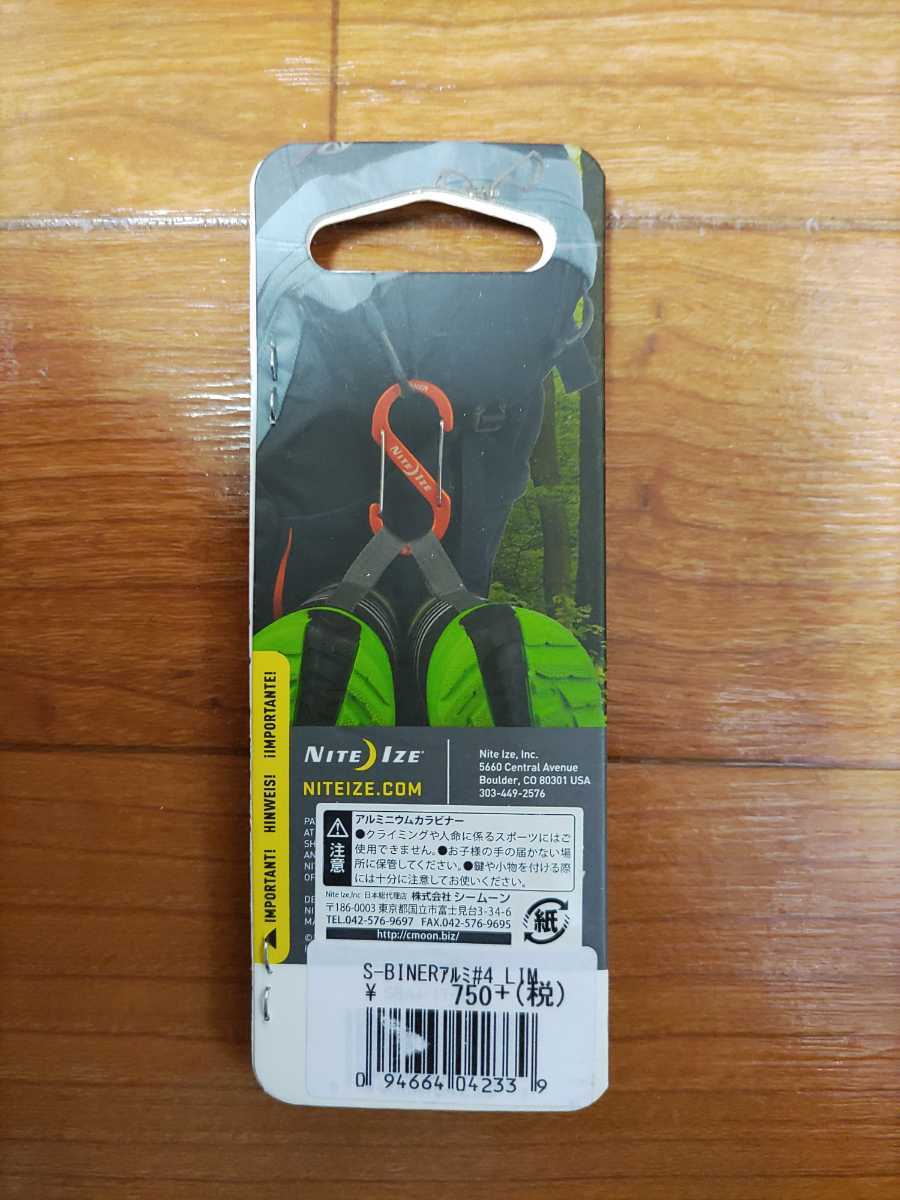 NITE IZE
¡IMPORTANTE!
HINWEIS!
IMPORTANT!
NITE IZE®
NITEIZE.COM
Nite Ize, Inc.
5660 Central Avenue
Boulder, CO 80301 USA
303-449-2576
注意
アルミニウムカラビナー
●クライミングや人命に係るスポーツにはご
使用できません。●お子様の手の届かない場
所に保管してください。●鍵や小物を付ける際
には十分に注意してお使いください。
Nite Ize,Inc 日本総代理店 株式会社 シームーン
〒186-0003 東京都国立市富士見台3-34-6
TEL.042-576-9697 FAX.042-576-9695
http://cmoon.biz/
紙
S-BINERアルミ#4 LIM
¥ 750+(税)
0 94664 04233 9